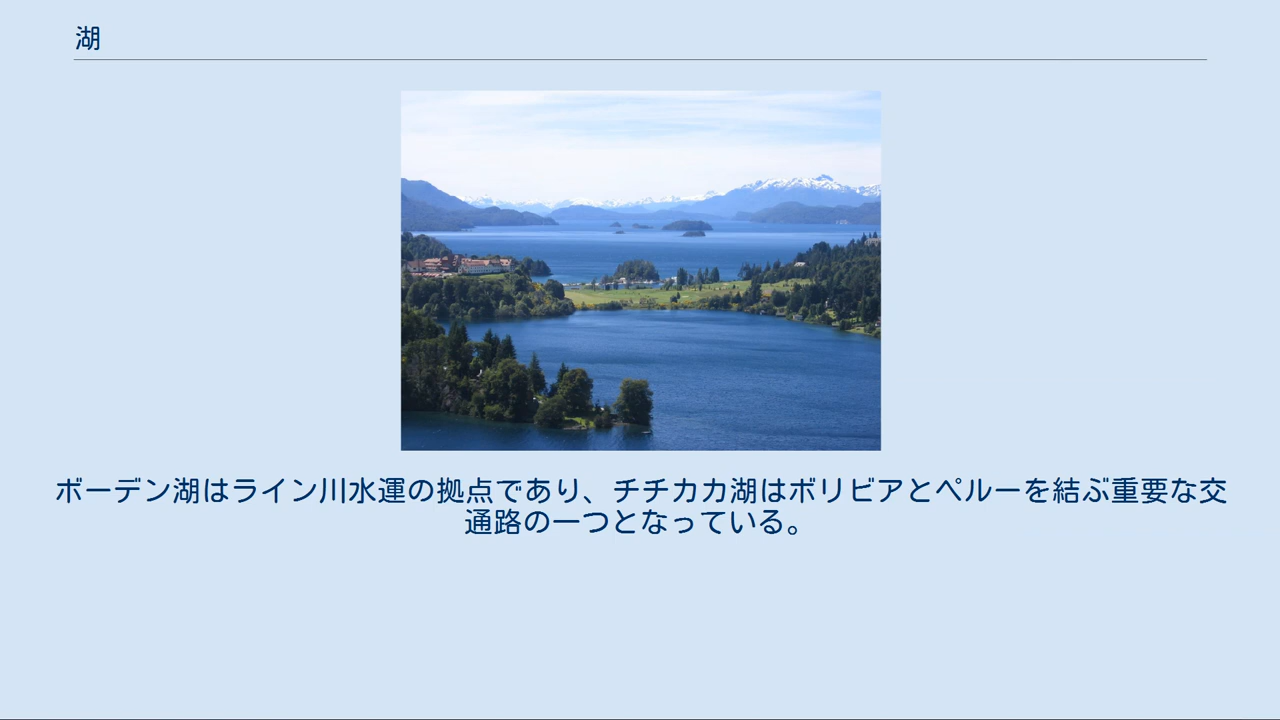 湖
ボーデン湖はライン川水運の拠点であり、チチカカ湖はボリビアとペルーを結ぶ重要な交
通路の一つとなっている。